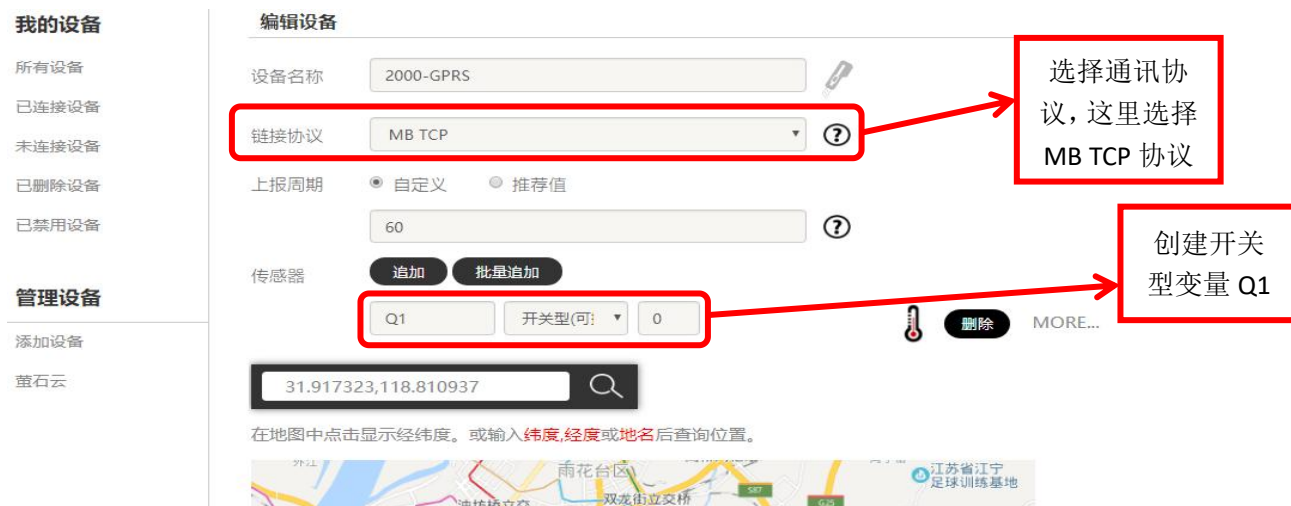 我的设备
所有设备
已连接设备
未连接设备
已删除设备
已禁用设备
管理设备
添加设备
萤石云
编辑设备
设备名称 2000-GPRS
链接协议 MB TCP
上报周期 自定义 推荐值
60
传感器 追加 批量追加
Q1 开关型(可 0 删除 MORE...
31.917323,118.810937
在地图中点击显示经纬度。或输入纬度,经度或地名后查询位置。
雨花台区
双龙街立交桥
S87
G25
江苏省江宁
足球训练基地
选择通讯协
议，这里选择
MB TCP 协议
创建开关
型变量 Q1